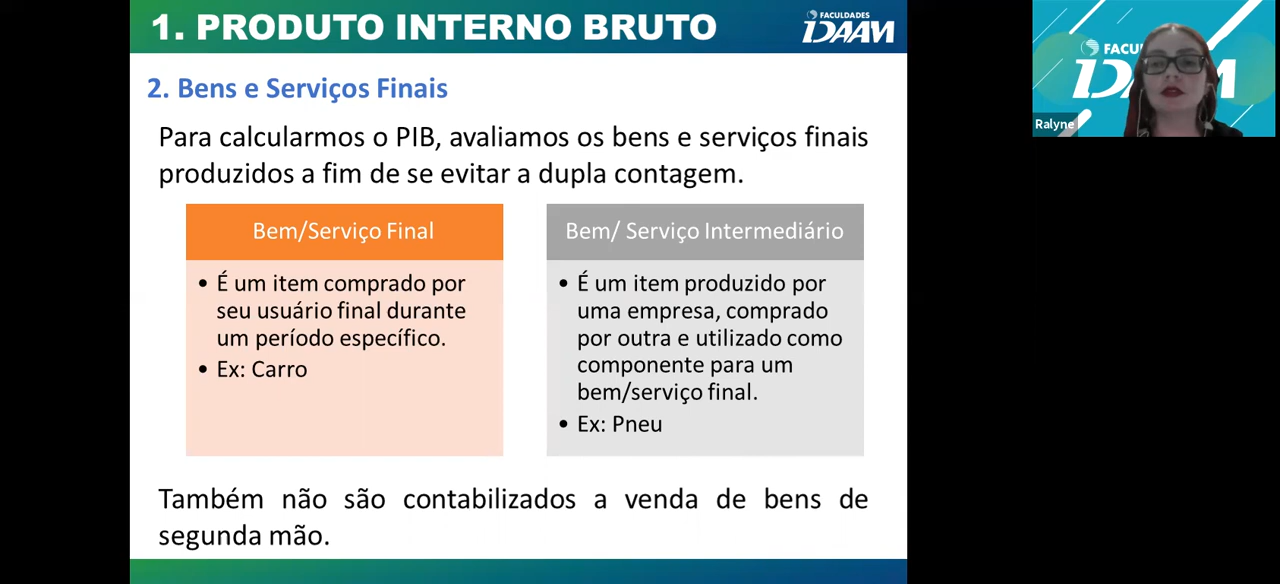 1. PRODUTO INTERNO BRUTO
FACULDADES
IDAAM
2. Bens e Serviços Finais
Para calcularmos o PIB, avaliamos os bens e serviços finais
produzidos a fim de se evitar a dupla contagem.
Bem/Serviço Final
• É um item comprado por
seu usuário final durante
um período específico.
• Ex: Carro
Bem/ Serviço Intermediário
• É um item produzido por
uma empresa, comprado
por outra e utilizado como
componente para um
bem/serviço final.
• Ex: Pneu
Também não são contabilizados a venda de bens de
segunda mão.
Ralyne